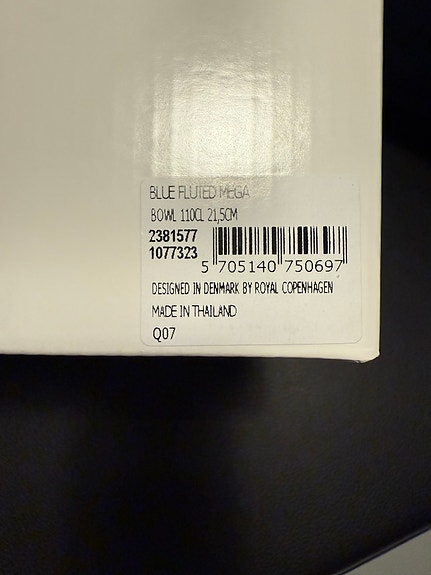 BLUE FLUTED MEGA
BOWL 110CL 21,5CM
2381577
1077323
5 705140 750697
DESIGNED IN DENMARK BY ROYAL COPENHAGEN
MADE IN THAILAND
Q07